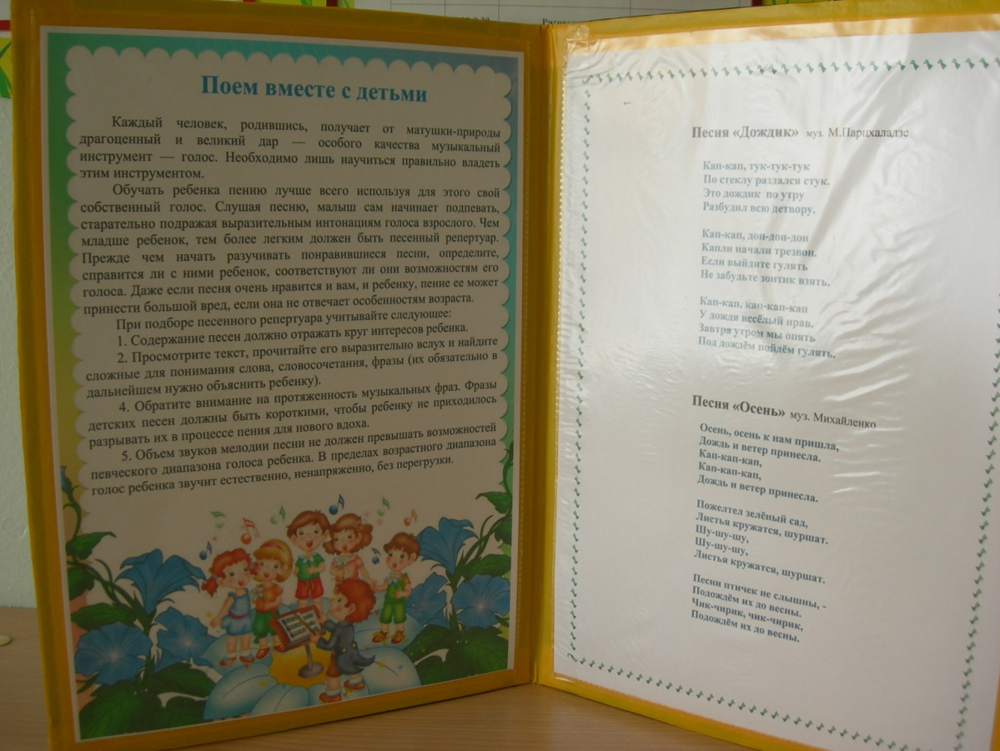 Поем вместе с детьми
Каждый человек, родившись, получает от матушки-природы
драгоценный и великий дар — особого качества музыкальный
инструмент — голос. Необходимо лишь научиться правильно владеть
этим инструментом.
Обучать ребенка пению лучше всего используя для этого свой
собственный голос. Слушая песню, малыш сам начинает подпевать,
старательно подражая выразительным интонациям голоса взрослого. Чем
младше ребенок, тем более легким должен быть песенный репертуар.
Прежде чем начать разучивать понравившиеся песни, определите,
справится ли с ними ребенок, соответствуют ли они возможностям его
голоса. Даже если песня очень нравится и вам, и ребенку, пение ее может
принести большой вред, если она не отвечает особенностям возраста.
При подборе песенного репертуара учитывайте следующее:
1. Содержание песен должно отражать круг интересов ребенка.
2. Просмотрите текст, прочитайте его выразительно вслух и найдите
сложные для понимания слова, словосочетания, фразы (их обязательно в
дальнейшем нужно объяснить ребенку).
4. Обратите внимание на протяженность музыкальных фраз. Фразы
детских песен должны быть короткими, чтобы ребенку не приходилось
разрывать их в процессе пения для нового вдоха.
5. Объем звуков мелодии песни не должен превышать возможностей
певческого диапазона голоса ребенка. В пределах возрастного диапазона
голос ребенка звучит естественно, ненапряженно, без перегрузки.
Песня «Дождик» муз. М.Парцхаладзе
Кап-кап, тук-тук-тук
По стеклу раздался стук.
Это дождик по утру
Разбудил всю детвору.
Кап-кап, дон-дон-дон
Капли начали трезвон.
Если выйдите гулять
Не забудьте зонтик взять.
Кап-кап, кап-кап-кап
У дождя весёлый нрав.
Завтра утром мы опять
Под дождём пойдём гулять.
Песня «Осень» муз. Михайленко
Осень, осень к нам пришла,
Дождь и ветер принесла.
Кап-кап-кап,
Кап-кап-кап,
Дождь и ветер принесла.
Пожелтел зелёный сад,
Листья кружатся, шуршат.
Шу-шу-шу,
Шу-шу-шу,
Листья кружатся, шуршат.
Песни птичек не слышны, -
Подождём их до весны.
Чик-чирик, чик-чирик,
Подождём их до весны.